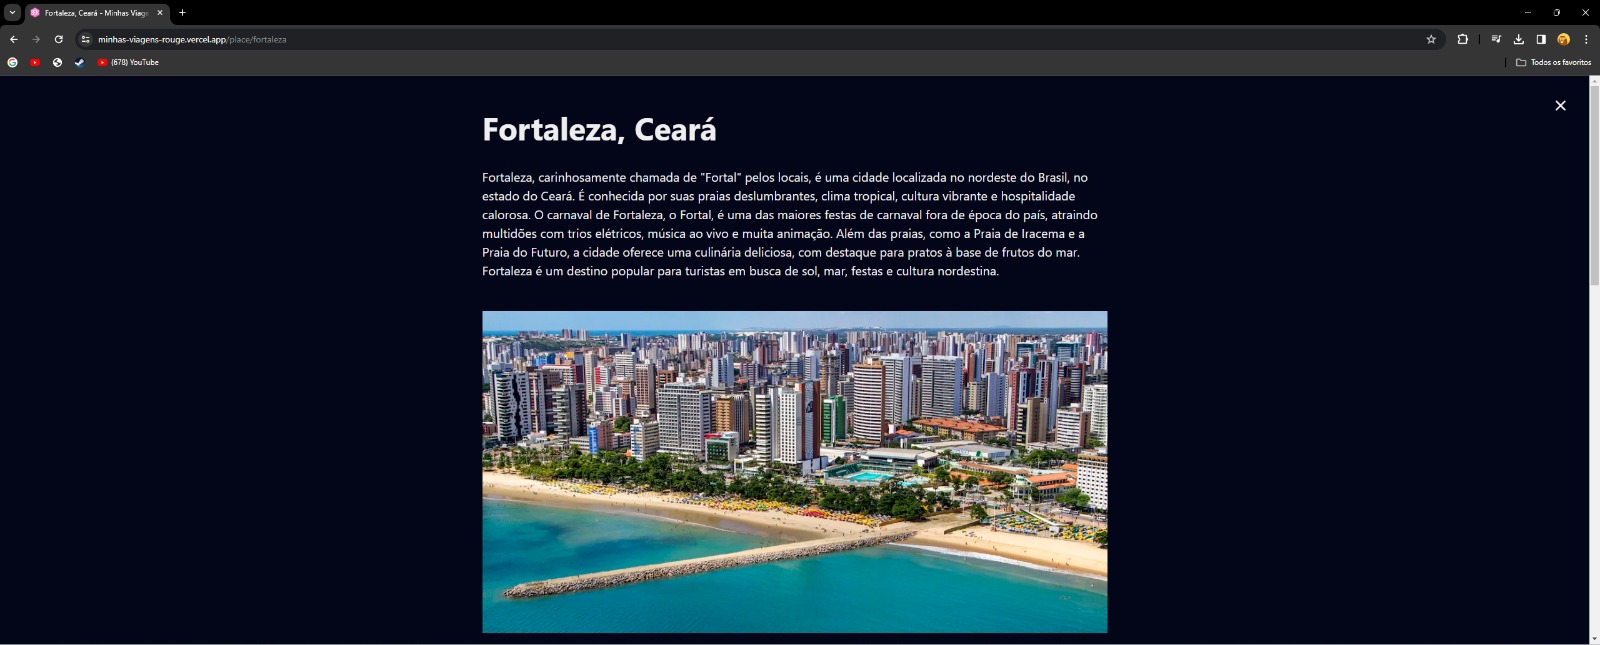 Fortaleza, Ceará - Minhas Viage
minhas-viagens-rouge.vercel.app/place/fortaleza
(678) YouTube
Todos os favoritos
Fortaleza, Ceará
Fortaleza, carinhosamente chamada de "Fortal" pelos locais, é uma cidade localizada no nordeste do Brasil, no
estado do Ceará. É conhecida por suas praias deslumbrantes, clima tropical, cultura vibrante e hospitalidade
calorosa. O carnaval de Fortaleza, o Fortal, é uma das maiores festas de carnaval fora de época do país, atraindo
multidões com trios elétricos, música ao vivo e muita animação. Além das praias, como a Praia de Iracema e a
Praia do Futuro, a cidade oferece uma culinária deliciosa, com destaque para pratos à base de frutos do mar.
Fortaleza é um destino popular para turistas em busca de sol, mar, festas e cultura nordestina.